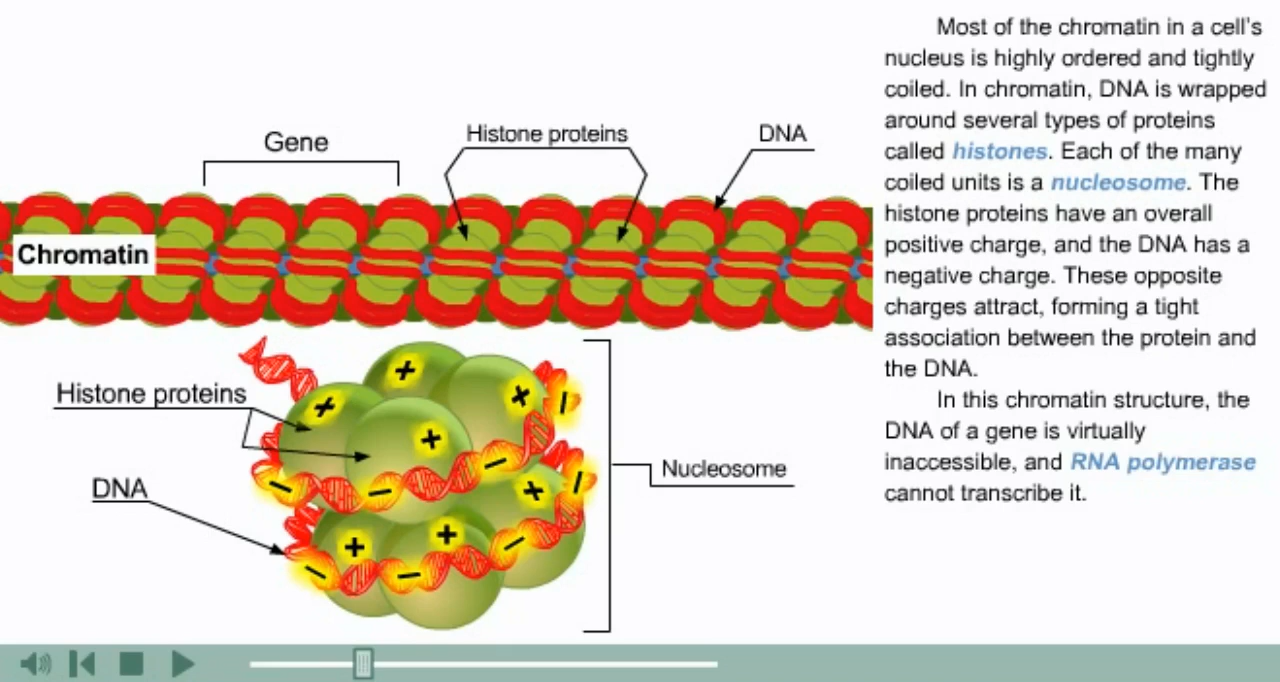 Gene
Histone proteins
DNA
Chromatin
Histone proteins
DNA
+
+
+
+
+
+
+
−
−
−
−
−
−
−
−
Nucleosome
Most of the chromatin in a cell's
nucleus is highly ordered and tightly
coiled. In chromatin, DNA is wrapped
around several types of proteins
called histones. Each of the many
coiled units is a nucleosome. The
histone proteins have an overall
positive charge, and the DNA has a
negative charge. These opposite
charges attract, forming a tight
association between the protein and
the DNA.
In this chromatin structure, the
DNA of a gene is virtually
inaccessible, and RNA polymerase
cannot transcribe it.